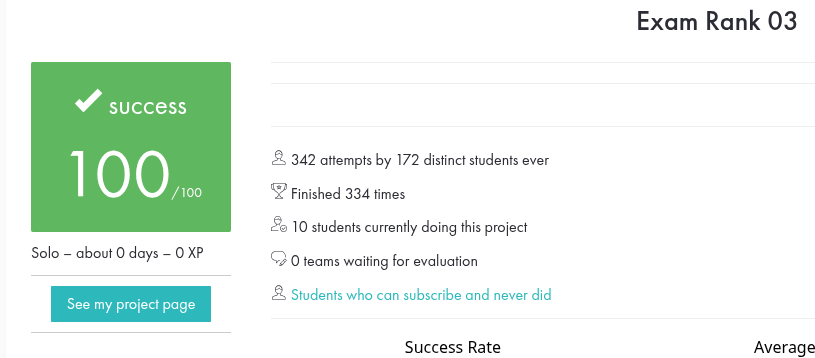 Exam Rank 03
success
100/100
Solo – about 0 days – 0 XP
See my project page
342 attempts by 172 distinct students ever
Finished 334 times
10 students currently doing this project
0 teams waiting for evaluation
Students who can subscribe and never did
Success Rate
Average